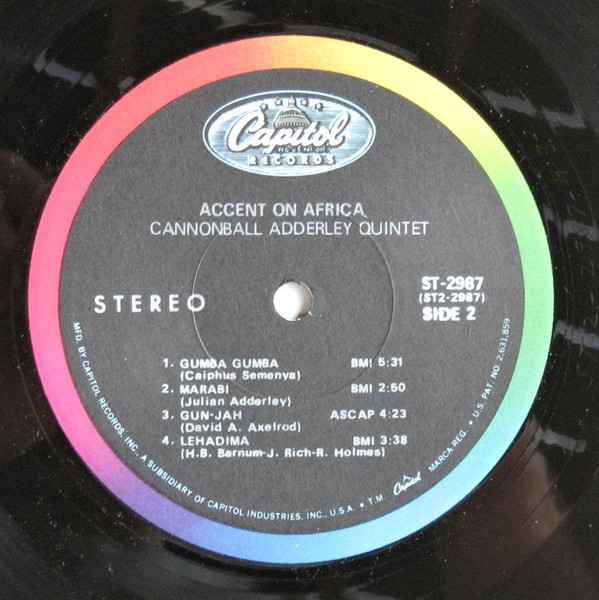 Capitol
RECORDS
ACCENT ON AFRICA
CANNONBALL ADDERLEY QUINTET
STEREO
ST-2987
(ST2-2987)
SIDE 2
1. GUMBA GUMBA BMI 5:31
(Caiphus Semenya)
2. MARABI BMI 2:50
(Julian Adderley)
3. GUN-JAH ASCAP 4:23
(David A. Axelrod)
4. LEHADIMA BMI 3:38
(H.B. Barnum-J. Rich-R. Holmes)
MFD. BY CAPITOL RECORDS, INC., A SUBSIDIARY OF CAPITOL INDUSTRIES, INC., U.S.A. • T.M. Capitol MARCA REG. • U.S. PAT. NO. 2,631,859